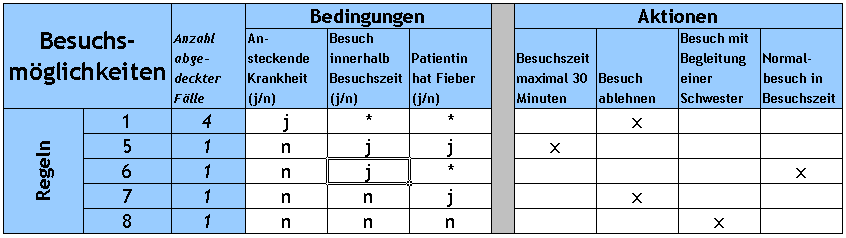 Bedingungen Aktionen
Besuchs-
möglichkeiten
Anzahl
abge-
deckter
Fälle
An-
steckende
Krankheit
(j/n)
Besuch
innerhalb
Besuchszeit
(j/n)
Patientin
hat Fieber
(j/n)
Besuchszeit
maximal 30
Minuten
Besuch
ablehnen
Besuch mit
Begleitung
einer
Schwester
Normal-
besuch in
Besuchszeit
Regeln
1 4 j * * x
5 1 n j j x
6 1 n j * x
7 1 n n j x
8 1 n n n x